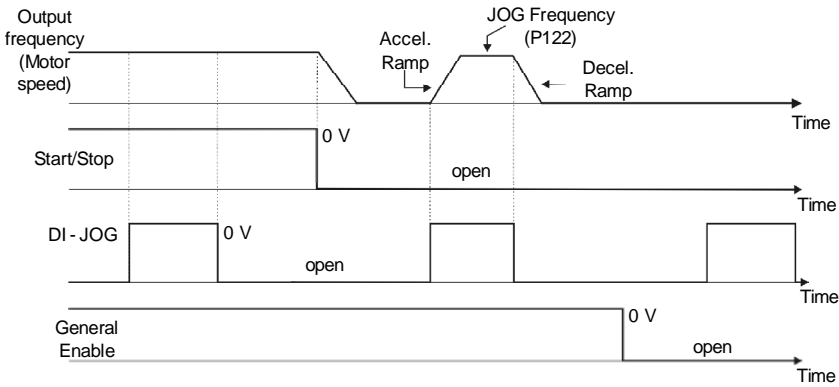 Output
frequency
(Motor
speed)
Accel.
Ramp
JOG Frequency
(P122)
Decel.
Ramp
Time
Start/Stop
0 V
open
Time
DI - JOG
0 V
open
Time
General
Enable
0 V
open
Time